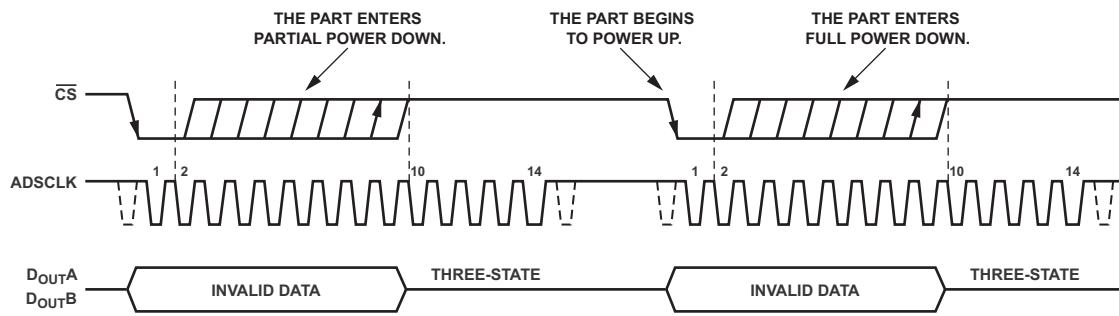 THE PART ENTERS
PARTIAL POWER DOWN.
THE PART BEGINS
TO POWER UP.
THE PART ENTERS
FULL POWER DOWN.
CS
1 2 10 14 1 2 10 14
ADSCLK
DOUTA
DOUTB
INVALID DATA
THREE-STATE
INVALID DATA
THREE-STATE